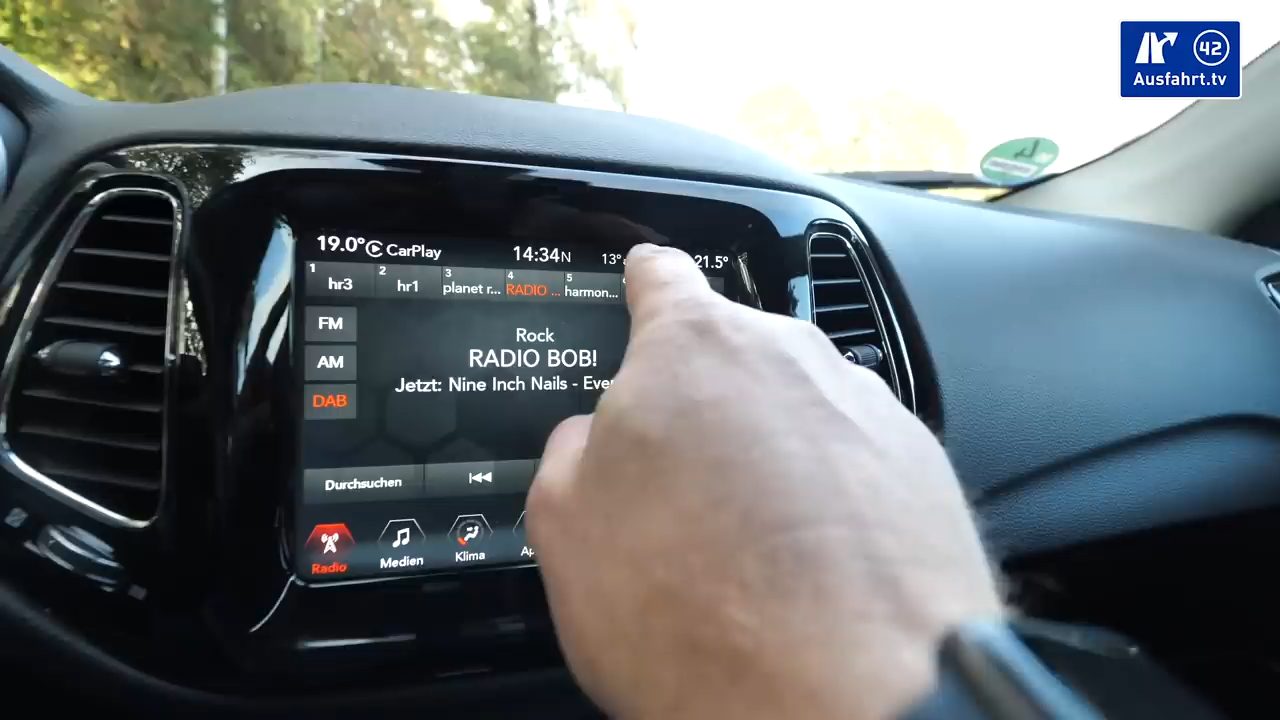 42
Ausfahrt.tv
19.0° CarPlay 14:34 N 13° 21.5°
1 hr3 2 hr1 3 planet r... 4 RADIO ... 5 harmon...
FM
AM
DAB
Rock
RADIO BOB!
Jetzt: Nine Inch Nails -
Durchsuchen
Radio Medien Klima